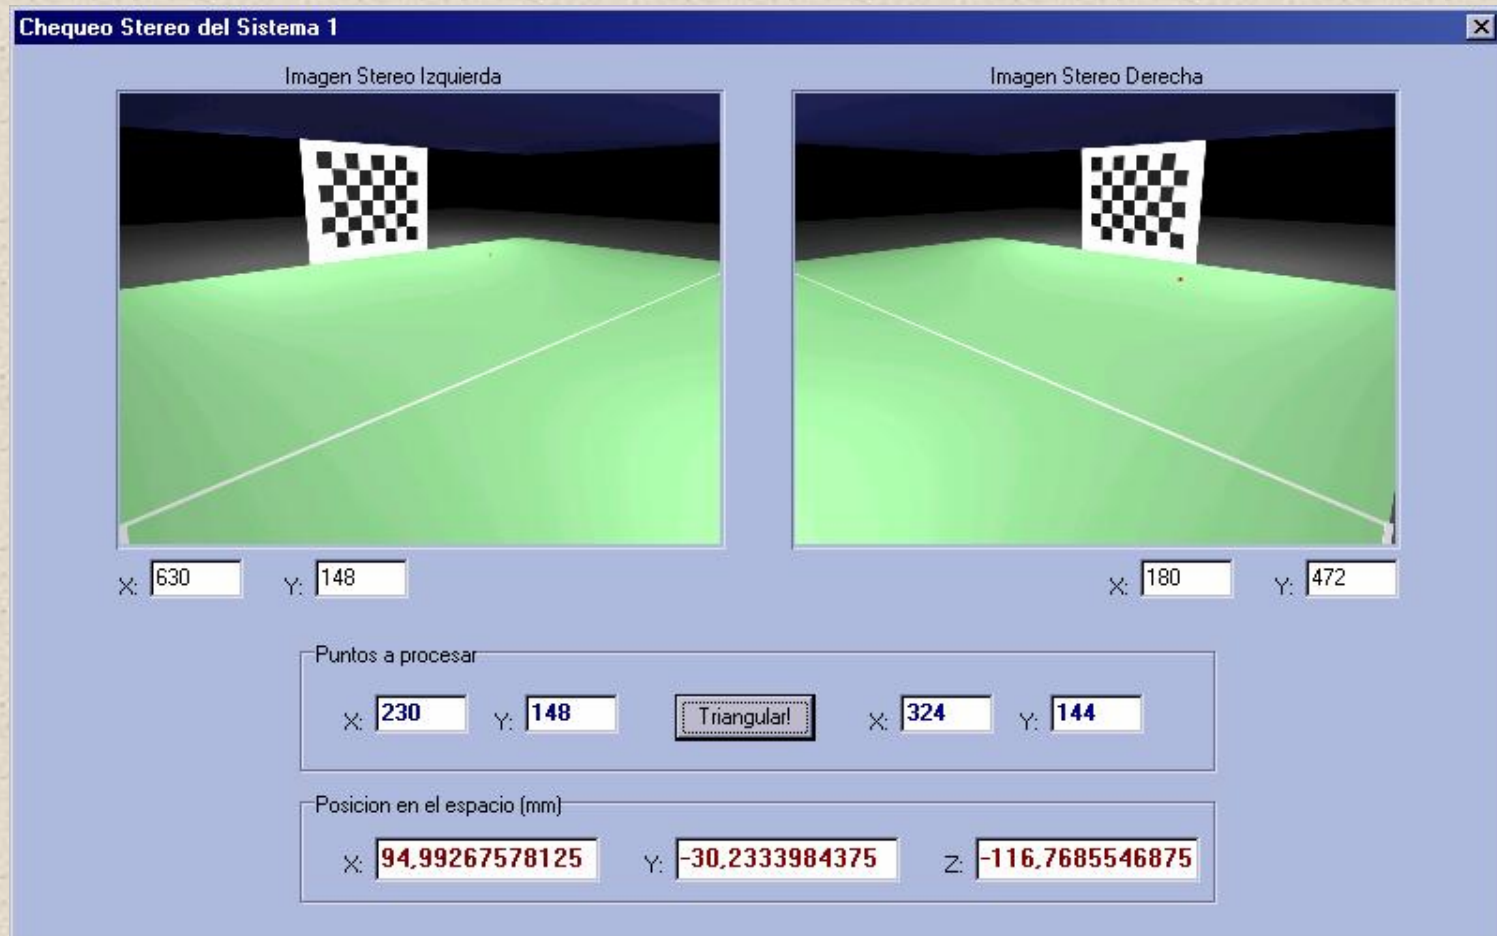 Chequeo Stereo del Sistema 1
Imagen Stereo Izquierda Imagen Stereo Derecha
X: 630 Y: 148 X: 180 Y: 472
Puntos a procesar
X: 230 Y: 148 Triangular! X: 324 Y: 144
Posicion en el espacio (mm)
X: 94,99267578125 Y: -30,2333984375 Z: -116,7685546875